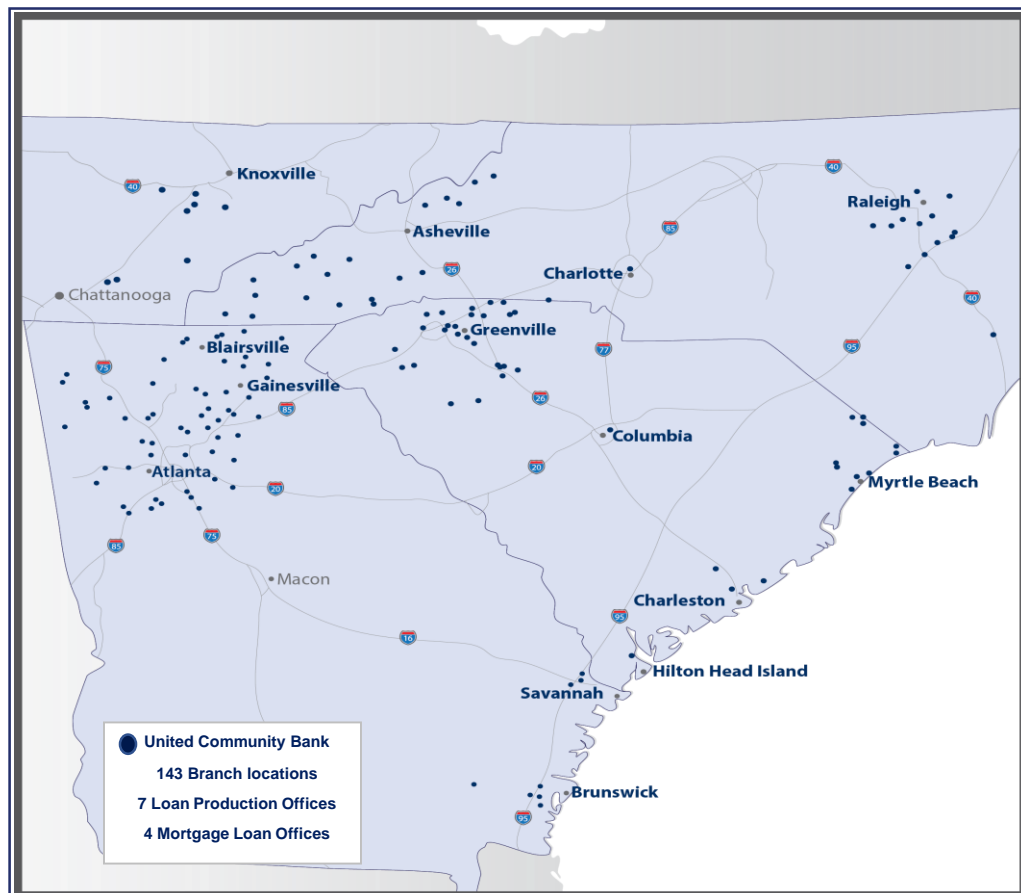 Knoxville
40
40
Raleigh
Asheville
85
26
Charlotte
Chattanooga
40
Greenville
Blairsville
77
95
75
Gainesville
26
85
Columbia
Atlanta
20
Myrtle Beach
20
75
85
Macon
Charleston
95
16
Hilton Head Island
Savannah
United Community Bank
143 Branch locations
7 Loan Production Offices
4 Mortgage Loan Offices
Brunswick
95